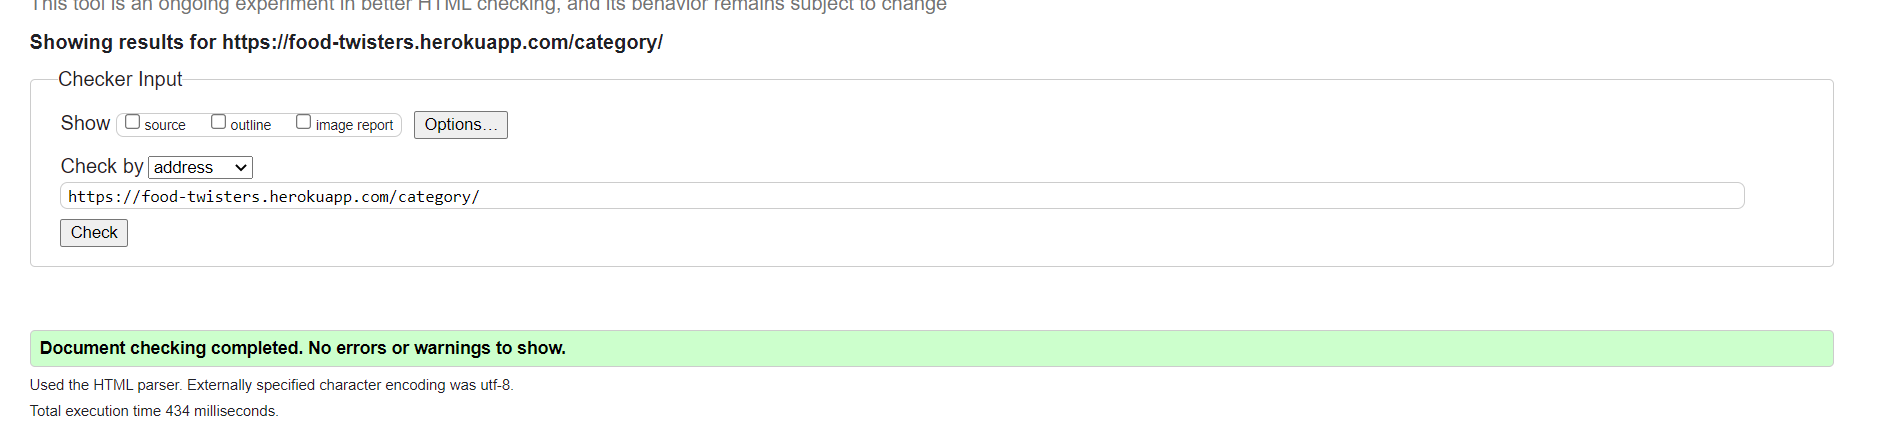 This tool is an ongoing experiment in better HTML checking, and its behavior remains subject to change
Showing results for https://food-twisters.herokuapp.com/category/
Checker Input
Show source outline image report Options...
Check by address
https://food-twisters.herokuapp.com/category/
Check
Document checking completed. No errors or warnings to show.
Used the HTML parser. Externally specified character encoding was utf-8.
Total execution time 434 milliseconds.